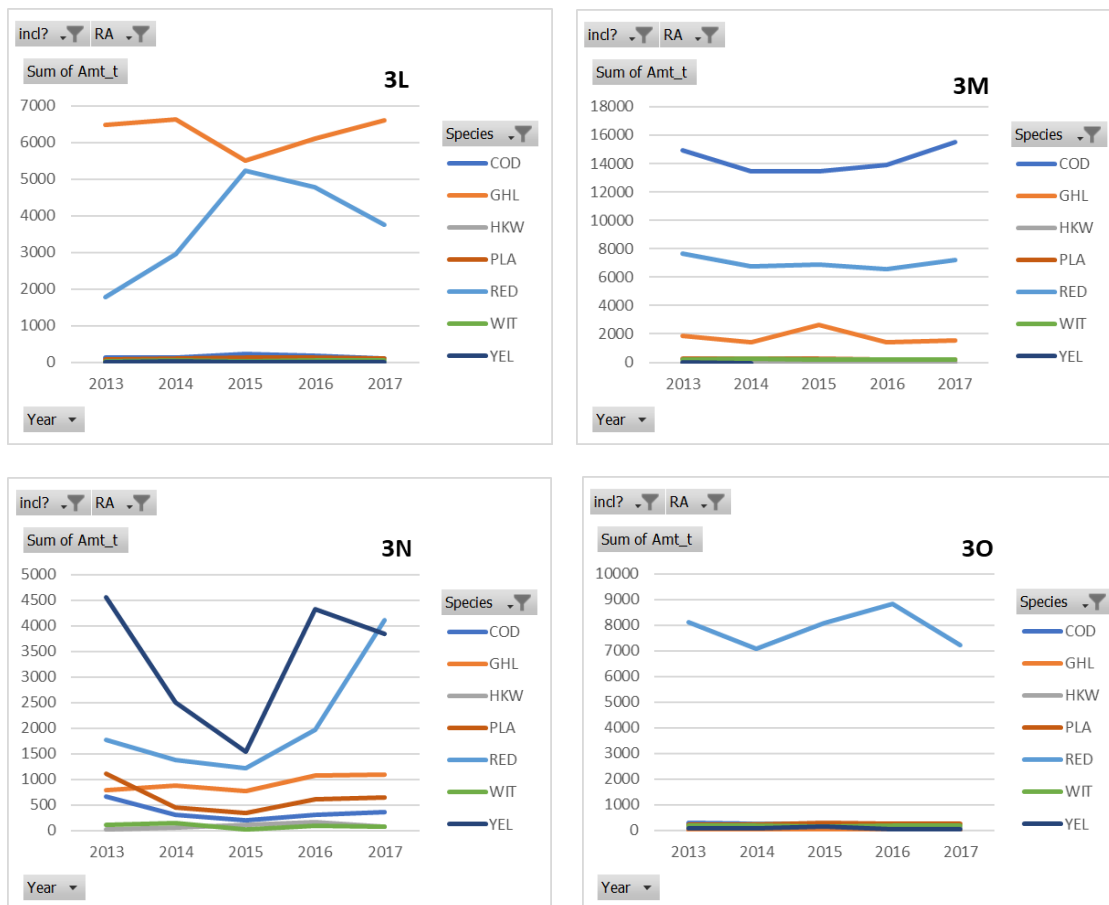 incl? RA
Sum of Amt_t
3L
7000
6000
5000
4000
3000
2000
1000
0
2013 2014 2015 2016 2017
Species
COD
GHL
HKW
PLA
RED
WIT
YEL
Year
incl? RA
Sum of Amt_t
3M
18000
16000
14000
12000
10000
8000
6000
4000
2000
0
2013 2014 2015 2016 2017
Species
COD
GHL
HKW
PLA
RED
WIT
YEL
Year
incl? RA
Sum of Amt_t
3N
5000
4500
4000
3500
3000
2500
2000
1500
1000
500
0
2013 2014 2015 2016 2017
Species
COD
GHL
HKW
PLA
RED
WIT
YEL
Year
incl? RA
Sum of Amt_t
3O
10000
9000
8000
7000
6000
5000
4000
3000
2000
1000
0
2013 2014 2015 2016 2017
Species
COD
GHL
HKW
PLA
RED
WIT
YEL
Year